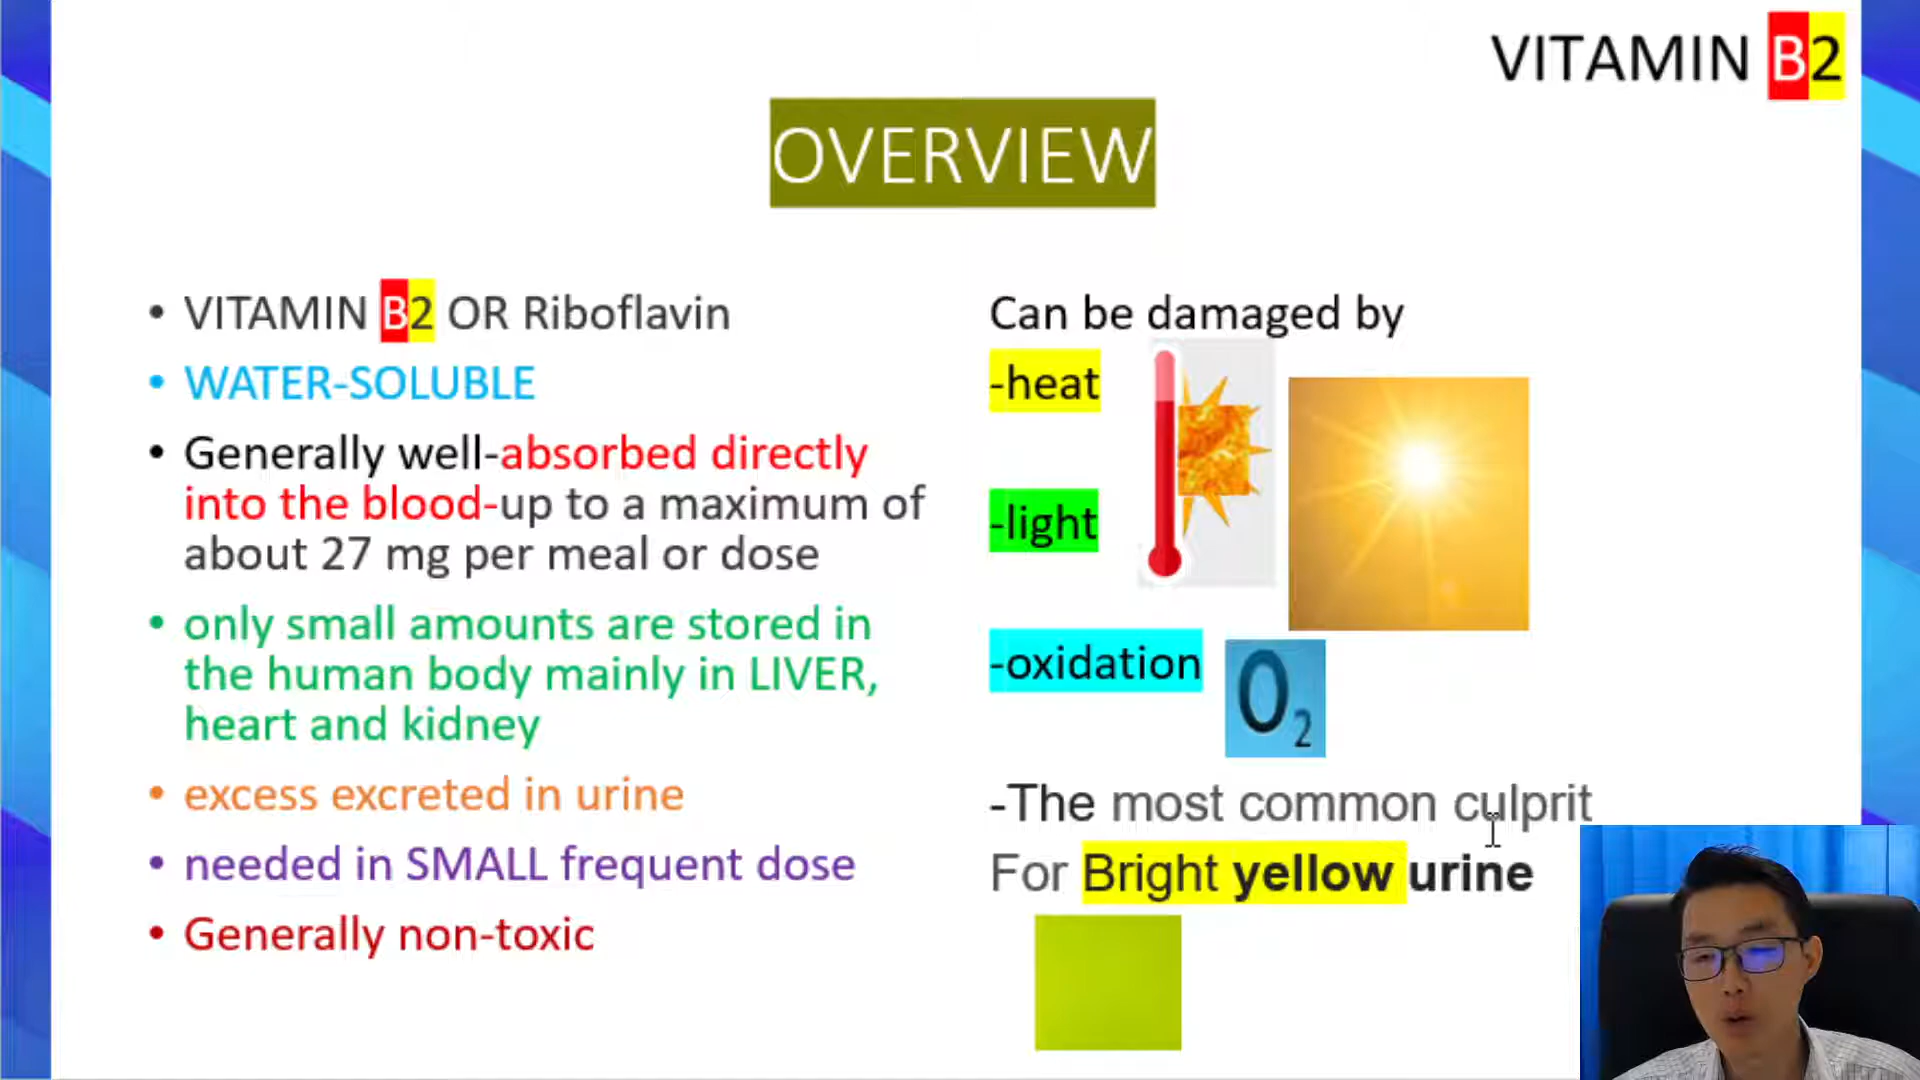 VITAMIN B2
OVERVIEW
• VITAMIN B2 OR Riboflavin
• WATER-SOLUBLE
• Generally well-absorbed directly
into the blood-up to a maximum of
about 27 mg per meal or dose
• only small amounts are stored in
the human body mainly in LIVER,
heart and kidney
• excess excreted in urine
• needed in SMALL frequent dose
• Generally non-toxic
Can be damaged by
-heat
-light
-oxidation
O2
-The most common culprit
For Bright yellow urine